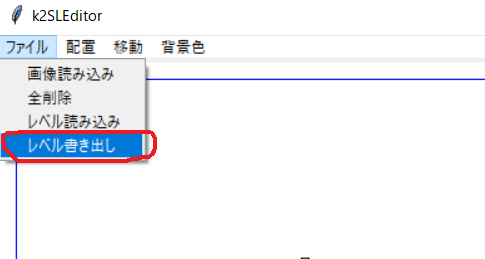 k2SLEditor
ファイル 配置 移動 背景色
画像読み込み
全削除
レベル読み込み
レベル書き出し